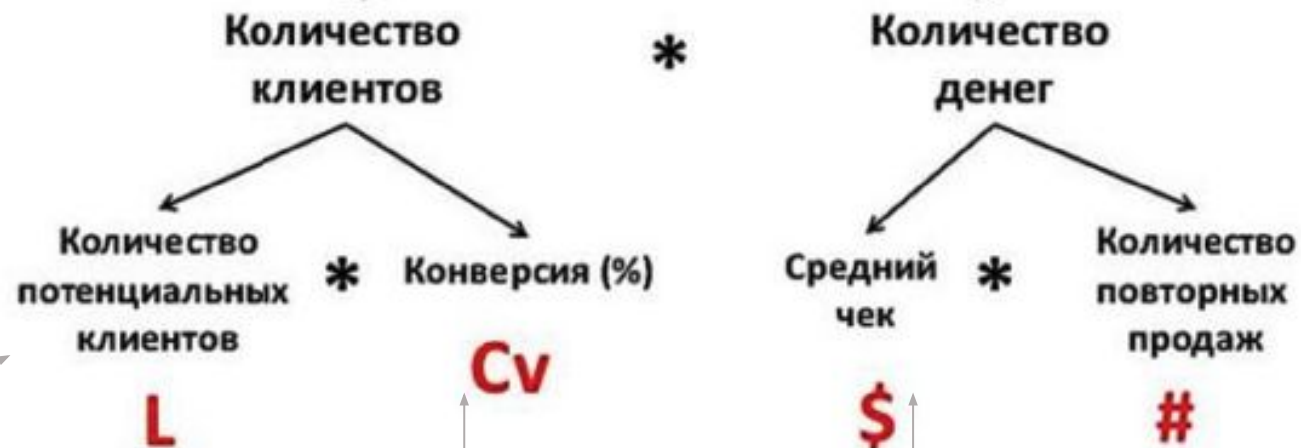 Количество
клиентов
*
Количество
денег
Количество
потенциальных
клиентов
L
*
Конверсия (%)
Cv
Средний
чек
$
*
Количество
повторных
продаж
#